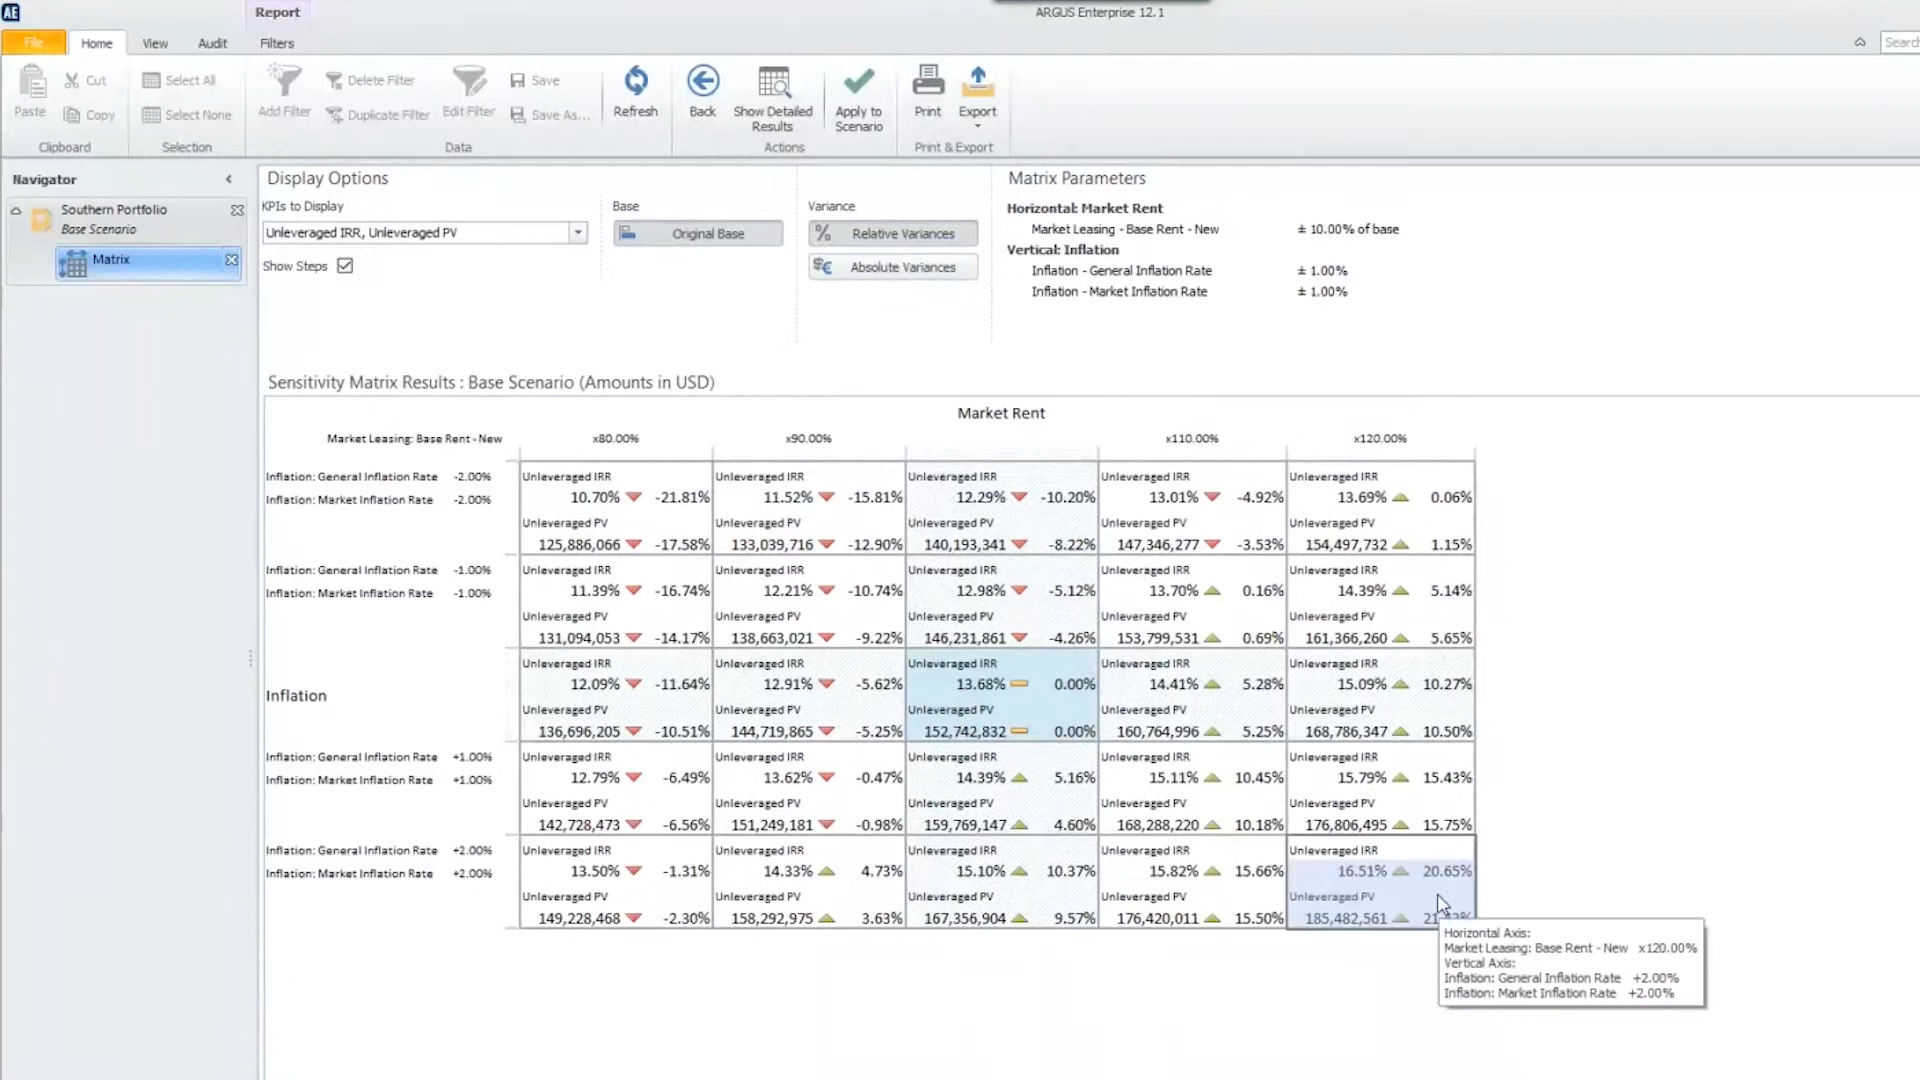 AE
Report
ARGUS Enterprise 12.1
File
Home
View
Audit
Filters
Search
Paste
Cut
Copy
Clipboard
Select All
Select None
Selection
Add Filter
Delete Filter
Duplicate Filter
Edit Filter
Save
Save As...
Data
Refresh
Back
Show Detailed
Results
Apply to
Scenario
Actions
Print
Export
Print & Export
Navigator
Southern Portfolio
Base Scenario
Matrix
Display Options
KPIs to Display
Unleveraged IRR, Unleveraged PV
Show Steps
Base
Original Base
Variance
% Relative Variances
$€ Absolute Variances
Matrix Parameters
Horizontal: Market Rent
Market Leasing - Base Rent - New ± 10.00% of base
Vertical: Inflation
Inflation - General Inflation Rate ± 1.00%
Inflation - Market Inflation Rate ± 1.00%
Sensitivity Matrix Results : Base Scenario (Amounts in USD)
Market Rent
Market Leasing: Base Rent - New x80.00% x90.00% x110.00% x120.00%
Inflation: General Inflation Rate -2.00% Unleveraged IRR Unleveraged IRR Unleveraged IRR Unleveraged IRR Unleveraged IRR
Inflation: Market Inflation Rate -2.00% 10.70% -21.81% 11.52% -15.81% 12.29% -10.20% 13.01% -4.92% 13.69% 0.06%
Unleveraged PV Unleveraged PV Unleveraged PV Unleveraged PV Unleveraged PV
125,886,066 -17.58% 133,039,716 -12.90% 140,193,341 -8.22% 147,346,277 -3.53% 154,497,732 1.15%
Inflation: General Inflation Rate -1.00% Unleveraged IRR Unleveraged IRR Unleveraged IRR Unleveraged IRR Unleveraged IRR
Inflation: Market Inflation Rate -1.00% 11.39% -16.74% 12.21% -10.74% 12.98% -5.12% 13.70% 0.16% 14.39% 5.14%
Unleveraged PV Unleveraged PV Unleveraged PV Unleveraged PV Unleveraged PV
131,094,053 -14.17% 138,663,021 -9.22% 146,231,861 -4.26% 153,799,531 0.69% 161,366,260 5.65%
Unleveraged IRR Unleveraged IRR Unleveraged IRR Unleveraged IRR Unleveraged IRR
12.09% -11.64% 12.91% -5.62% 13.68% 0.00% 14.41% 5.28% 15.09% 10.27%
Inflation
Unleveraged PV Unleveraged PV Unleveraged PV Unleveraged PV Unleveraged PV
136,696,205 -10.51% 144,719,865 -5.25% 152,742,832 0.00% 160,764,996 5.25% 168,786,347 10.50%
Inflation: General Inflation Rate +1.00% Unleveraged IRR Unleveraged IRR Unleveraged IRR Unleveraged IRR Unleveraged IRR
Inflation: Market Inflation Rate +1.00% 12.79% -6.49% 13.62% -0.47% 14.39% 5.16% 15.11% 10.45% 15.79% 15.43%
Unleveraged PV Unleveraged PV Unleveraged PV Unleveraged PV Unleveraged PV
142,728,473 -6.56% 151,249,181 -0.98% 159,769,147 4.60% 168,288,220 10.18% 176,806,495 15.75%
Inflation: General Inflation Rate +2.00% Unleveraged IRR Unleveraged IRR Unleveraged IRR Unleveraged IRR Unleveraged IRR
Inflation: Market Inflation Rate +2.00% 13.50% -1.31% 14.33% 4.73% 15.10% 10.37% 15.82% 15.66% 16.51% 20.65%
Unleveraged PV Unleveraged PV Unleveraged PV Unleveraged PV Unleveraged PV
149,228,468 -2.30% 158,292,975 3.63% 167,356,904 9.57% 176,420,011 15.50% 185,482,561
Horizontal Axis:
Market Leasing: Base Rent - New x120.00%
Vertical Axis:
Inflation: General Inflation Rate +2.00%
Inflation: Market Inflation Rate +2.00%